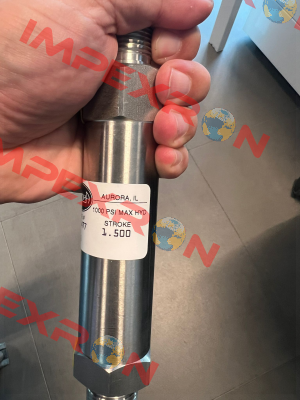 IMPEXRON
AURORA, IL
1000 PSI MAX HYD
STROKE
1.500
IMPEXRON
IMPEXRON